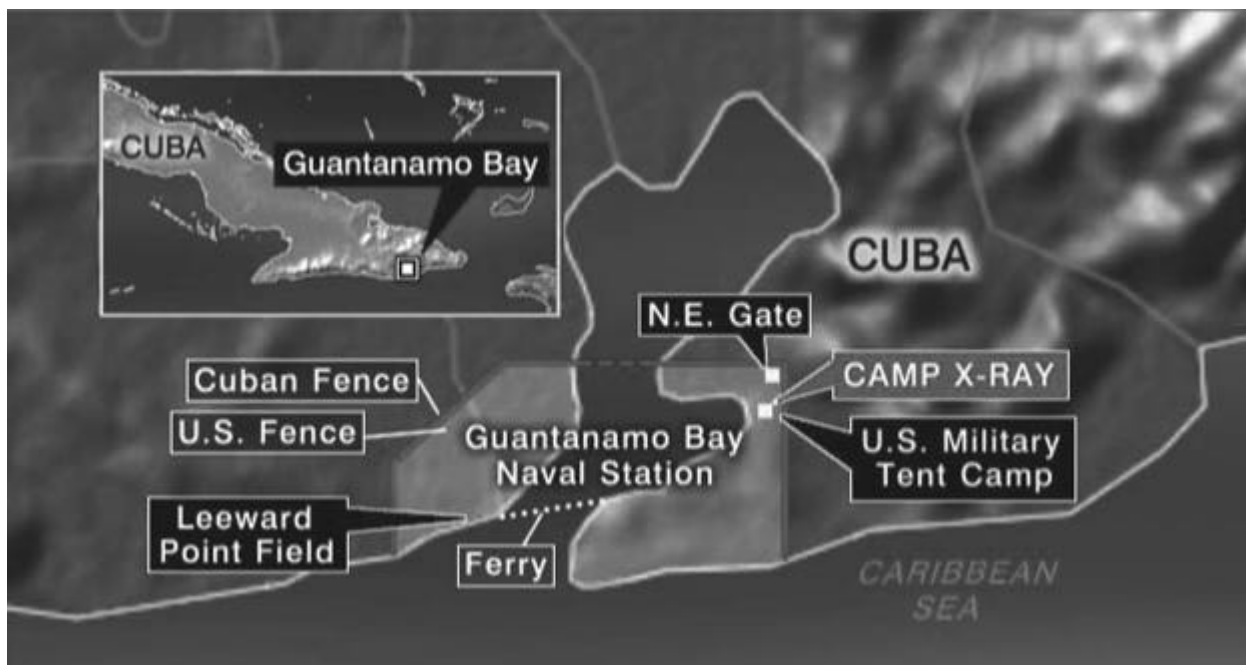 CUBA
Guantanamo Bay
CUBA
N.E. Gate
Cuban Fence
CAMP X-RAY
U.S. Fence
Guantanamo Bay
Naval Station
U.S. Military
Tent Camp
Leeward
Point Field
Ferry
CARIBBEAN
SEA